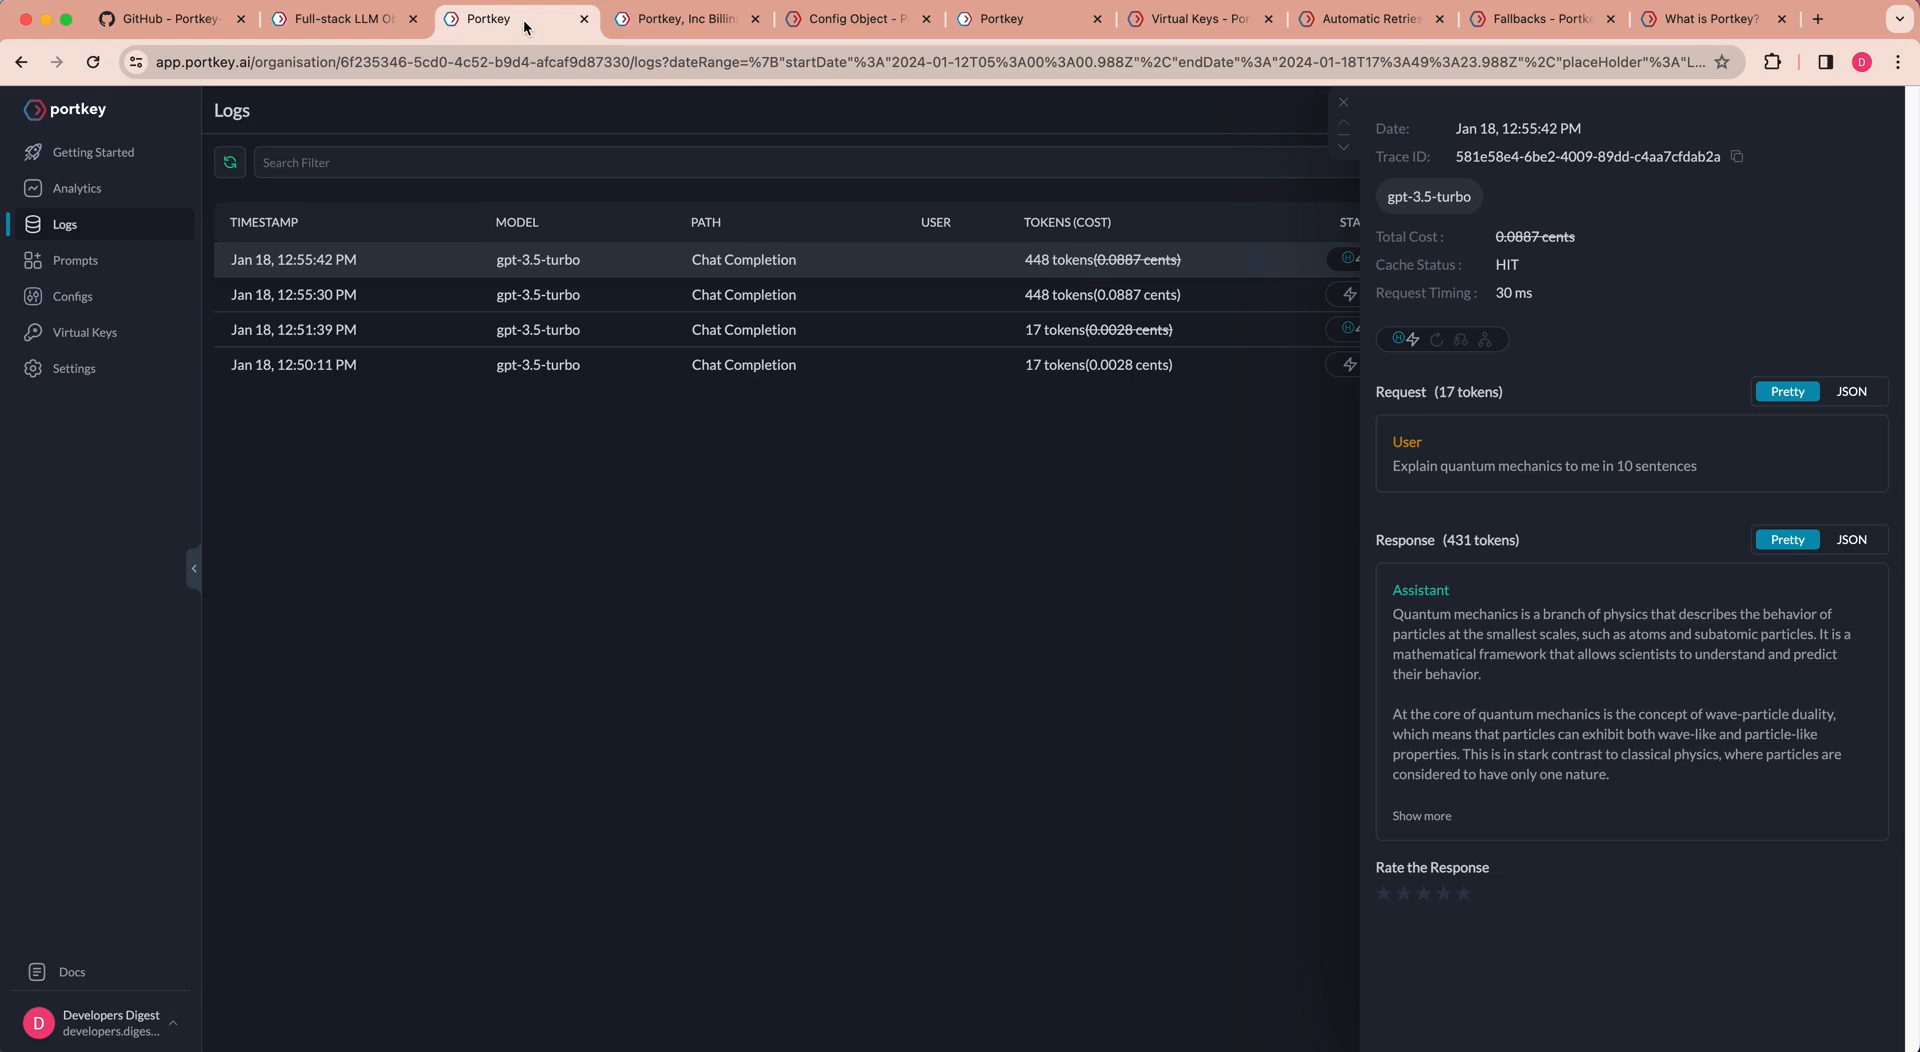 GitHub - Portkey-
Full-stack LLM O
Portkey
Portkey, Inc Billin
Config Object - P
Portkey
Virtual Keys - Por
Automatic Retries
Fallbacks - Portke
What is Portkey?
app.portkey.ai/organisation/6f235346-5cd0-4c52-b9d4-afcaf9d87330/logs?dateRange=%7B"startDate"%3A"2024-01-12T05%3A00%3A00.988Z"%2C"endDate"%3A"2024-01-18T17%3A49%3A23.988Z"%2C"placeHolder"%3A"L...
D
portkey
Getting Started
Analytics
Logs
Prompts
Configs
Virtual Keys
Settings
Docs
D
Developers Digest
developers.diges...
Logs
Search Filter
TIMESTAMP MODEL PATH USER TOKENS (COST) STA
Jan 18, 12:55:42 PM gpt-3.5-turbo Chat Completion 448 tokens(0.0887 cents)
Jan 18, 12:55:30 PM gpt-3.5-turbo Chat Completion 448 tokens(0.0887 cents)
Jan 18, 12:51:39 PM gpt-3.5-turbo Chat Completion 17 tokens(0.0028 cents)
Jan 18, 12:50:11 PM gpt-3.5-turbo Chat Completion 17 tokens(0.0028 cents)
Date: Jan 18, 12:55:42 PM
Trace ID: 581e58e4-6be2-4009-89dd-c4aa7cfdab2a
gpt-3.5-turbo
Total Cost : 0.0887 cents
Cache Status : HIT
Request Timing : 30 ms
Request (17 tokens) Pretty JSON
User
Explain quantum mechanics to me in 10 sentences
Response (431 tokens) Pretty JSON
Assistant
Quantum mechanics is a branch of physics that describes the behavior of
particles at the smallest scales, such as atoms and subatomic particles. It is a
mathematical framework that allows scientists to understand and predict
their behavior.
At the core of quantum mechanics is the concept of wave-particle duality,
which means that particles can exhibit both wave-like and particle-like
properties. This is in stark contrast to classical physics, where particles are
considered to have only one nature.
Show more
Rate the Response